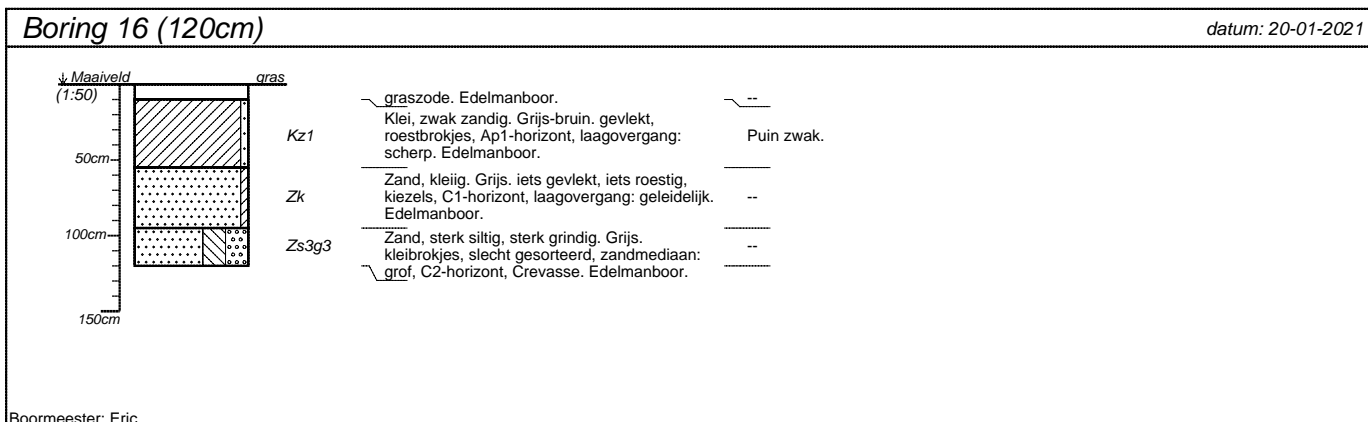 Boring 16 (120cm)
datum: 20-01-2021
Maaiveld
gras
(1:50)
graszode. Edelmanboor.
--
Kz1
Klei, zwak zandig. Grijs-bruin. gevlekt,
roestbrokjes, Ap1-horizont, laagovergang:
scherp. Edelmanboor.
Puin zwak.
50cm
Zk
Zand, kleiig. Grijs. iets gevlekt, iets roestig,
kiezels, C1-horizont, laagovergang: geleidelijk.
Edelmanboor.
--
100cm
Zs3g3
Zand, sterk siltig, sterk grindig. Grijs.
kleibrokjes, slecht gesorteerd, zandmediaan:
grof, C2-horizont, Crevasse. Edelmanboor.
--
150cm
Boormeester: Eric